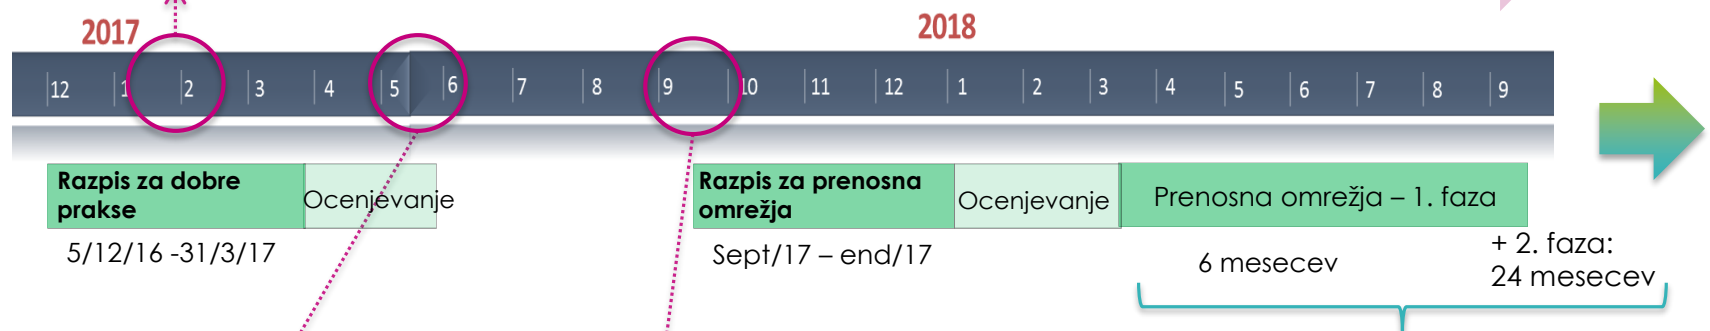 2017
2018
12 1 2 3 4 5 6 7 8 9 10 11 12 1 2 3 4 5 6 7 8 9
Razpis za dobre
prakse
Ocenjevanje
Razpis za prenosna
omrežja
Ocenjevanje
Prenosna omrežja – 1. faza
5/12/16 -31/3/17
Sept/17 – end/17
6 mesecev
+ 2. faza:
24 mesecev